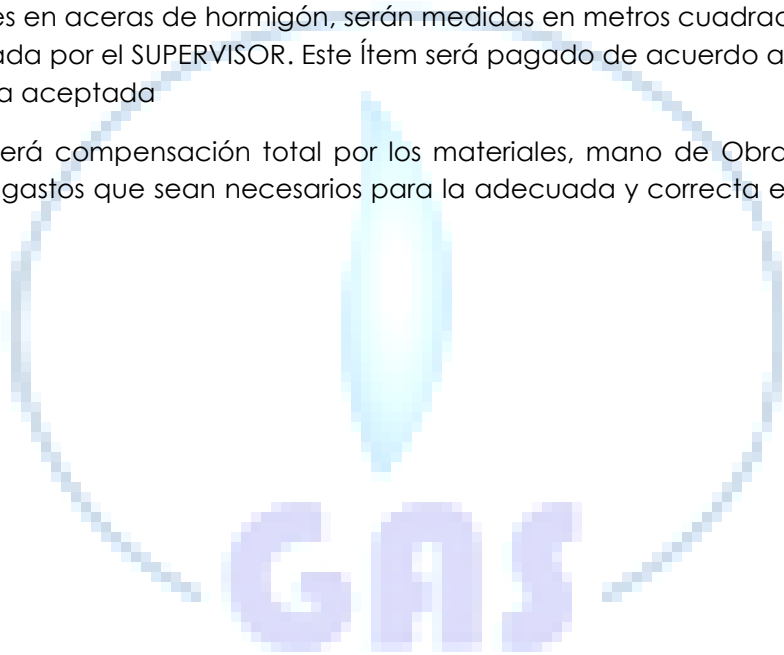 es en aceras de hormigón, serán medidas en metros cuadrad
ada por el SUPERVISOR. Este Ítem será pagado de acuerdo a
a aceptada
erá compensación total por los materiales, mano de Obra
gastos que sean necesarios para la adecuada y correcta e
GAS